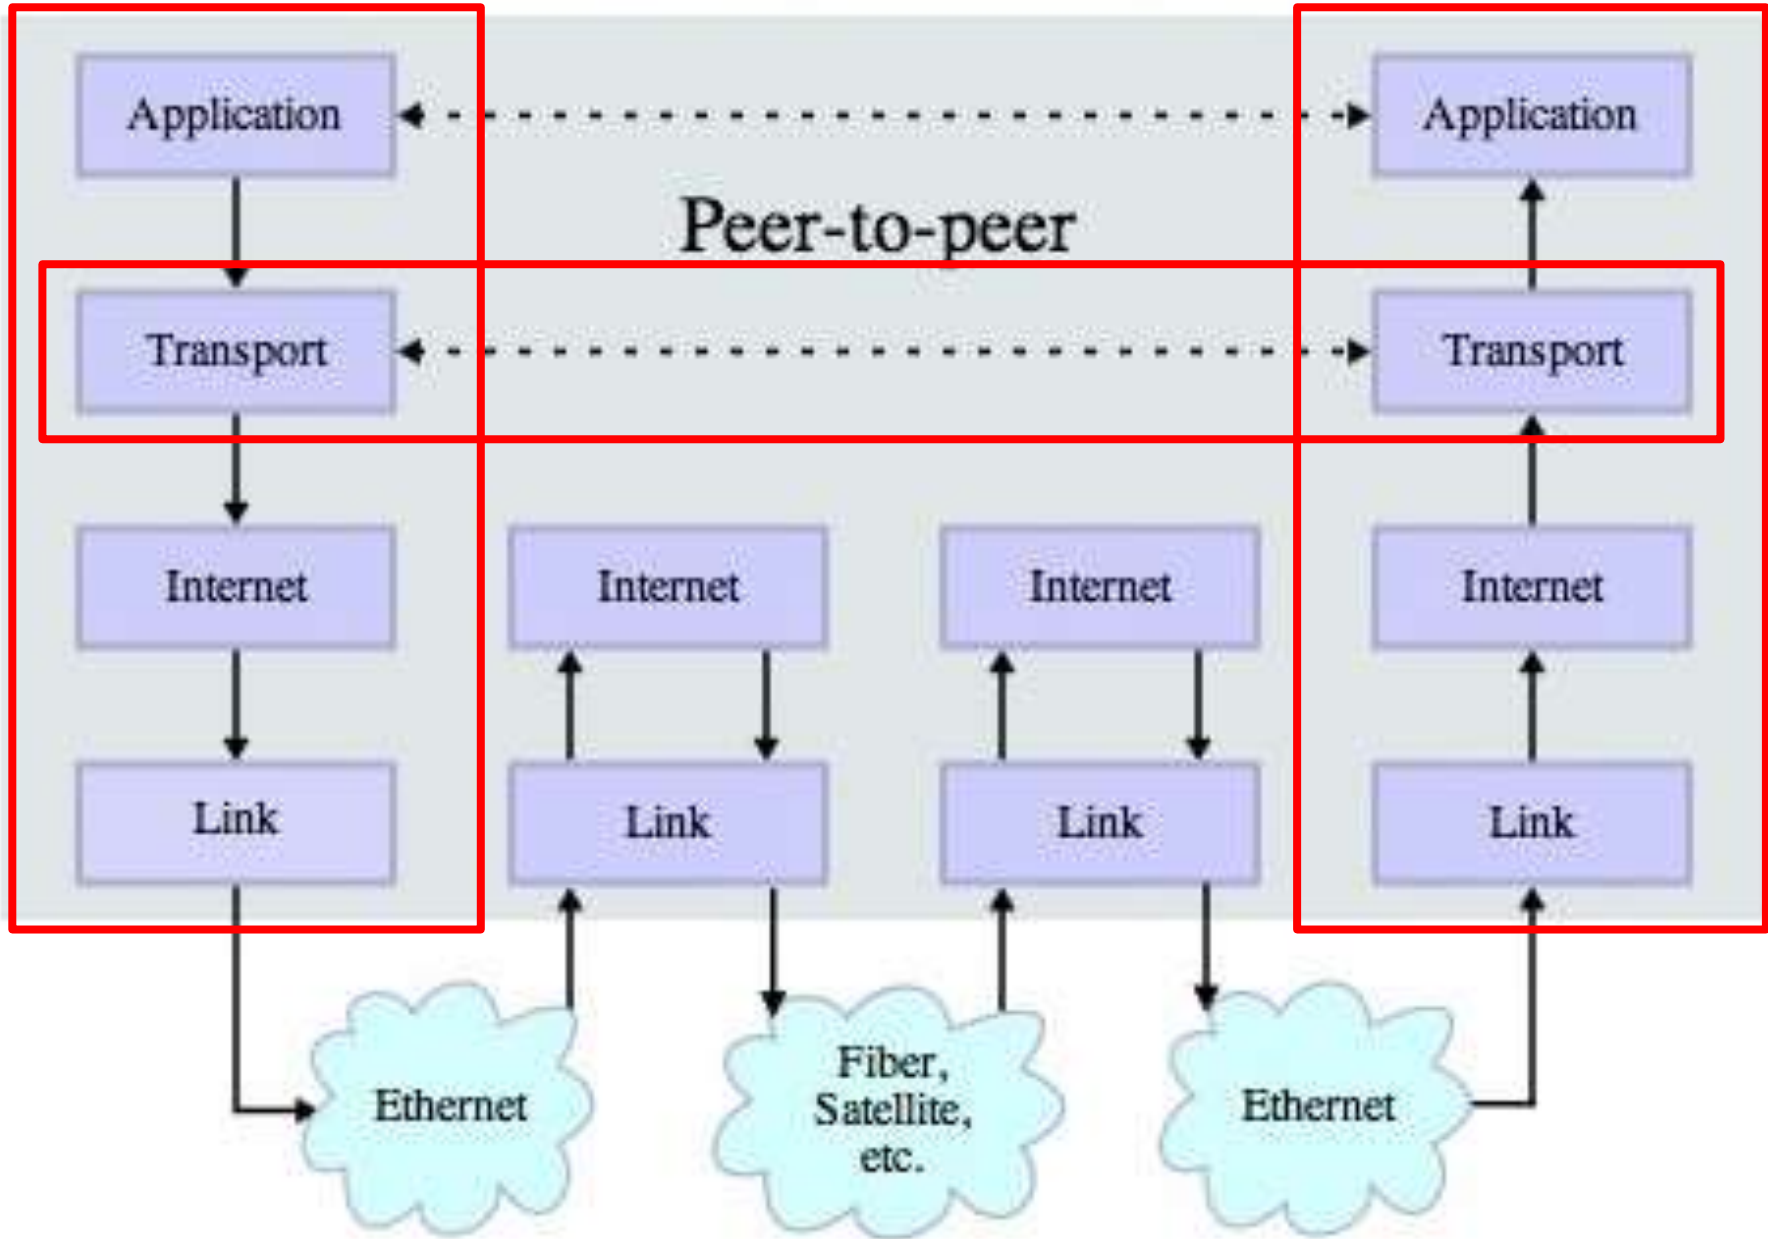 Application
Application
Peer-to-peer
Transport
Transport
Internet
Internet
Internet
Internet
Link
Link
Link
Link
Ethernet
Fiber,
Satellite,
etc.
Ethernet